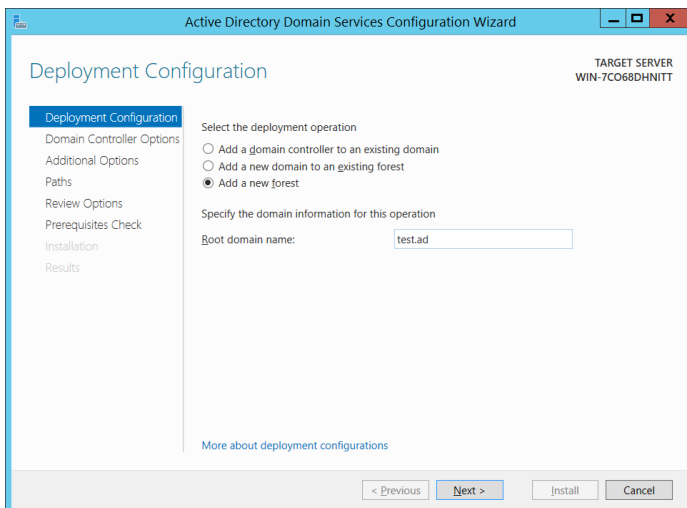 Active Directory Domain Services Configuration Wizard
Deployment Configuration
TARGET SERVER
WIN-7CO68DHNITT
Deployment Configuration
Domain Controller Options
Additional Options
Paths
Review Options
Prerequisites Check
Installation
Results
Select the deployment operation
Add a domain controller to an existing domain
Add a new domain to an existing forest
Add a new forest
Specify the domain information for this operation
Root domain name: test.ad
More about deployment configurations
< Previous Next > Install Cancel